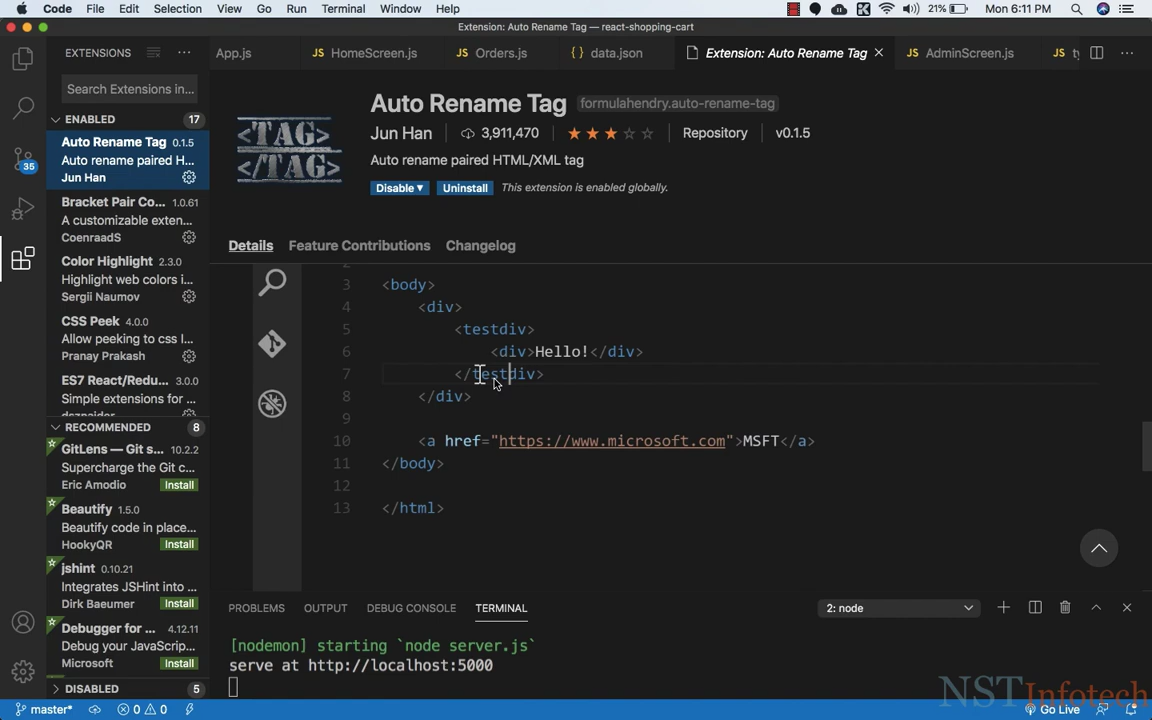 Code File Edit Selection View Go Run Terminal Window Help 21% Mon 6:11 PM
Extension: Auto Rename Tag — react-shopping-cart
EXTENSIONS
App.js
JS HomeScreen.js
JS Orders.js
{ } data.json
Extension: Auto Rename Tag
JS AdminScreen.js
JS ty
Search Extensions in...
ENABLED 17
Auto Rename Tag 0.1.5
Auto rename paired H...
Jun Han
Bracket Pair Co... 1.0.61
A customizable exten...
CoenraadS
Color Highlight 2.3.0
Highlight web colors i...
Sergii Naumov
CSS Peek 4.0.0
Allow peeking to css l...
Pranay Prakash
ES7 React/Redu... 3.0.0
Simple extensions for ...
dsznajder
RECOMMENDED 8
GitLens — Git s... 10.2.2
Supercharge the Git c...
Eric Amodio Install
Beautify 1.5.0
Beautify code in place...
HookyQR Install
jshint 0.10.21
Integrates JSHint into ...
Dirk Baeumer Install
Debugger for ... 4.12.11
Debug your JavaScrip...
Microsoft Install
DISABLED 5
35
<TAG>
</TAG>
Auto Rename Tag formulahendry.auto-rename-tag
Jun Han 3,911,470 Repository v0.1.5
Auto rename paired HTML/XML tag
Disable Uninstall This extension is enabled globally.
Details Feature Contributions Changelog
2
3 <body>
4 <div>
5 <testdiv>
6 <div>Hello!</div>
7 </testdiv>
8 </div>
9
10 <a href="https://www.microsoft.com">MSFT</a>
11 </body>
12
13 </html>
PROBLEMS OUTPUT DEBUG CONSOLE TERMINAL 2: node
[nodemon] starting `node server.js`
serve at http://localhost:5000
NSTInfotech
master* 0 0 Go Live